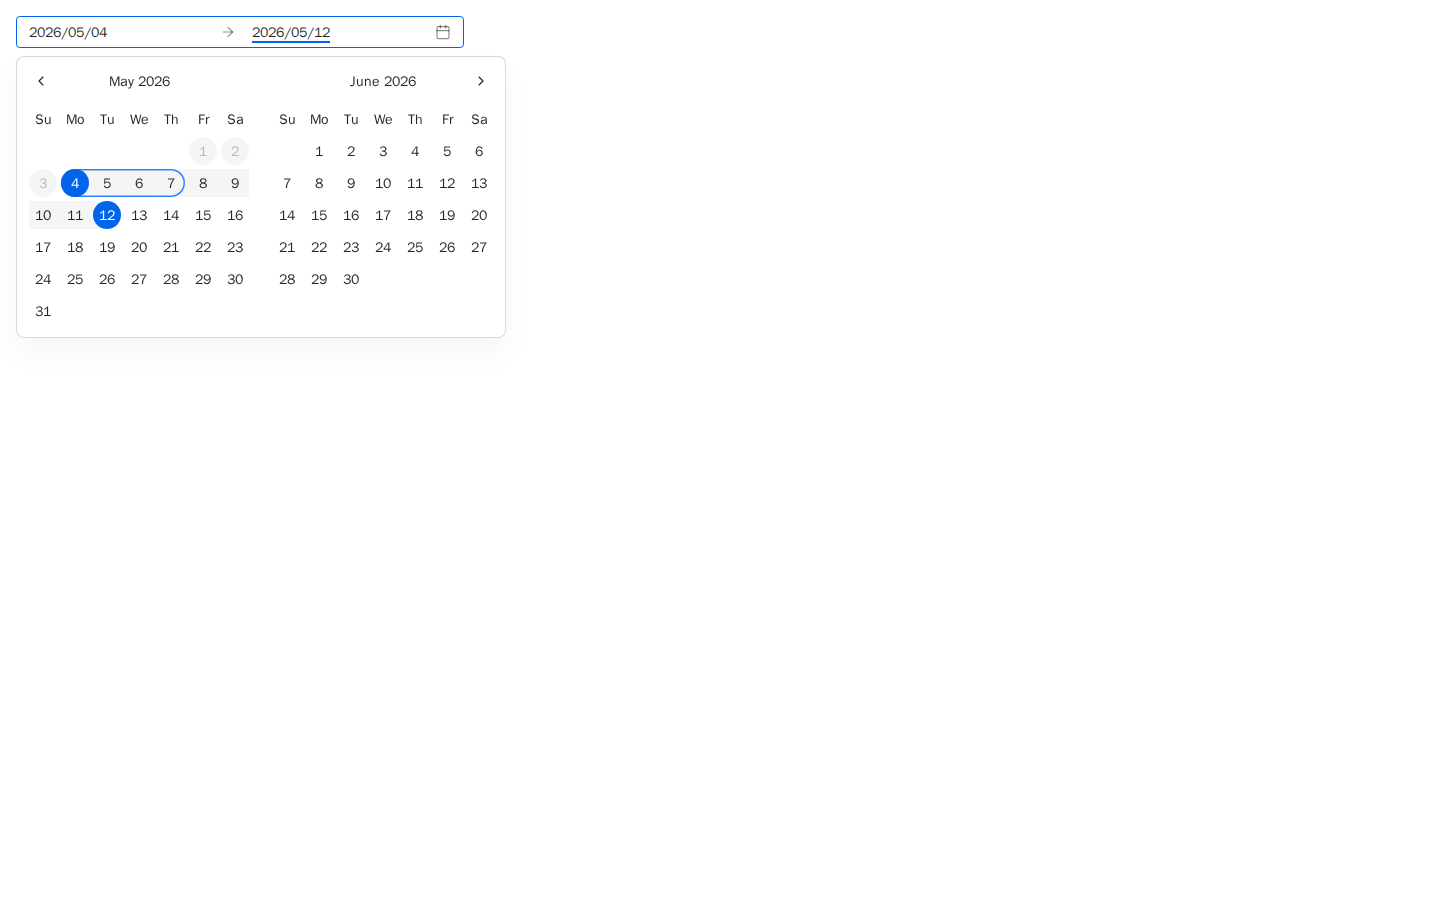 2026/05/04 2026/05/12
May 2026 June 2026
Su Mo Tu We Th Fr Sa Su Mo Tu We Th Fr Sa
1 2 1 2 3 4 5 6
3 4 5 6 7 8 9 7 8 9 10 11 12 13
10 11 12 13 14 15 16 14 15 16 17 18 19 20
17 18 19 20 21 22 23 21 22 23 24 25 26 27
24 25 26 27 28 29 30 28 29 30
31